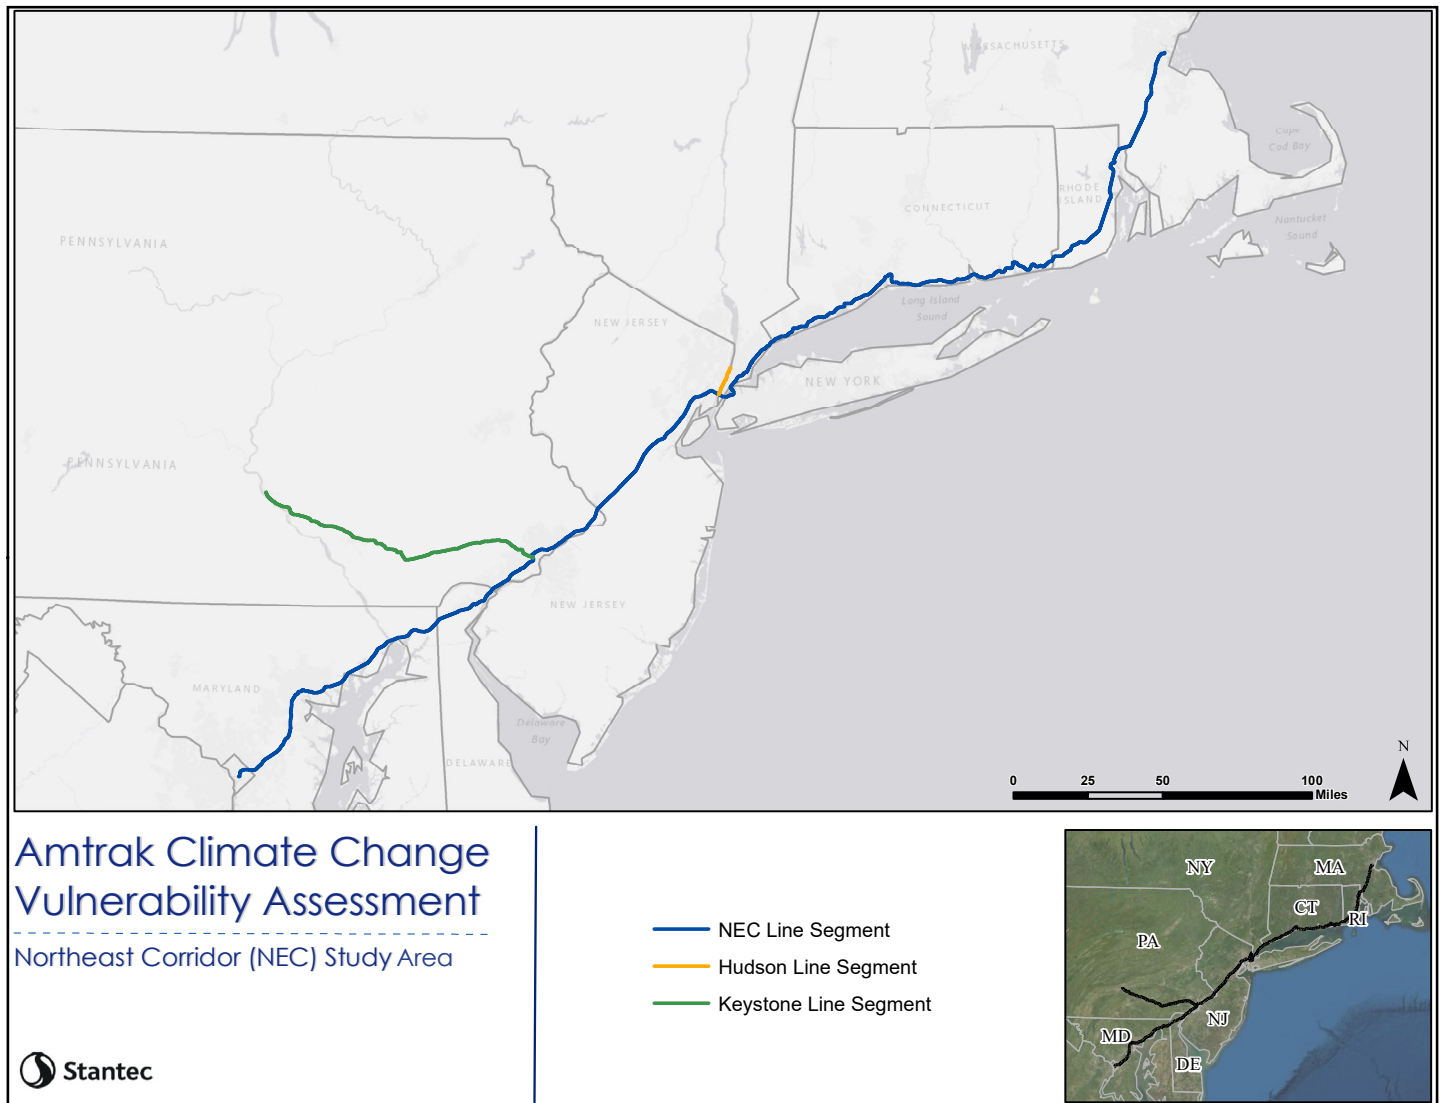 MASSACHUSETTS
Cape
Cod Bay
RHODE
ISLAND
CONNECTICUT
Nantucket
Sound
PENNSYLVANIA
Long Island
Sound
NEW JERSEY
NEW YORK
PENNSYLVANIA
NEW JERSEY
MARYLAND
Delaware
Bay
DELAWARE
N
0 25 50 100
Miles
Amtrak Climate Change
Vulnerability Assessment
Northeast Corridor (NEC) Study Area
Stantec
NEC Line Segment
Hudson Line Segment
Keystone Line Segment
NY
MA
CT
RI
PA
NJ
MD
DE